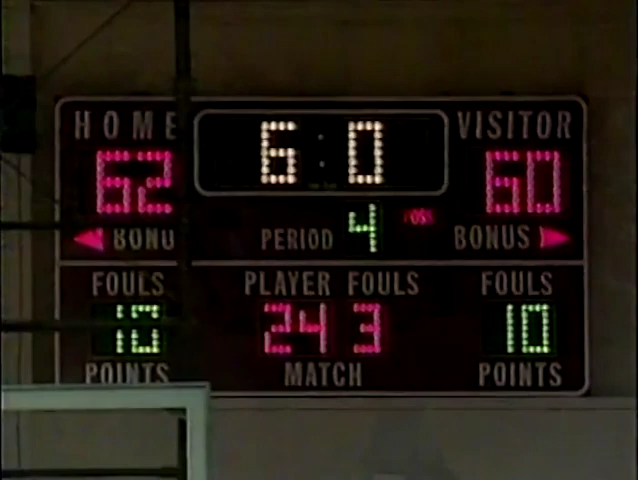 HOME 6:0 VISITOR
62 60
BONU PERIOD 4 POSS BONUS
FOULS PLAYER FOULS FOULS
10 24 3 10
POINTS MATCH POINTS